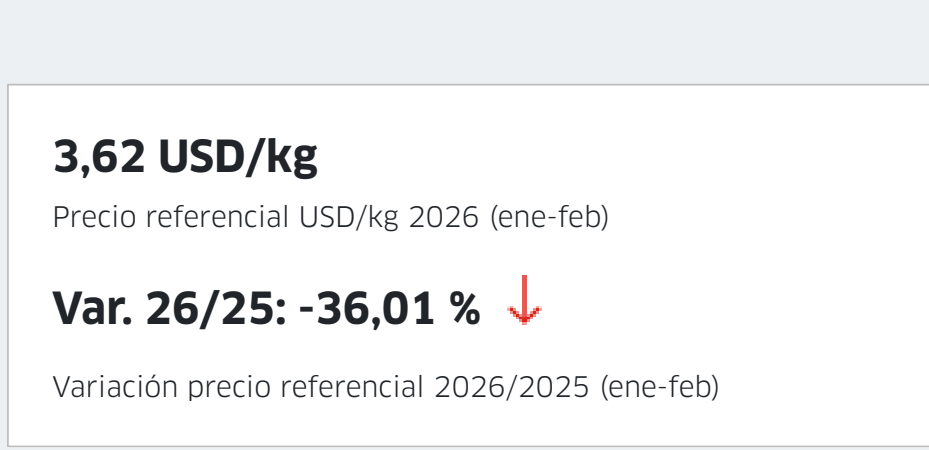 3,62 USD/kg
Precio referencial USD/kg 2026 (ene-feb)
Var. 26/25: -36,01 %
Variación precio referencial 2026/2025 (ene-feb)